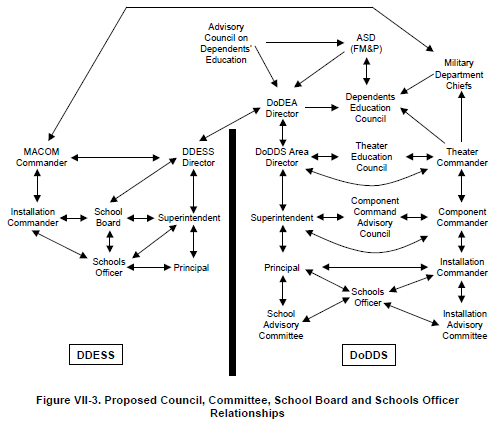 Advisory
Council on
Dependents'
Education
ASD
(FM&P)
Military
Department
Chiefs
DoDEA
Director
Dependents
Education
Council
MACOM
Commander
DDESS
Director
DoDDS Area
Director
Theater
Education
Council
Theater
Commander
Installation
Commander
School
Board
Superintendent
Superintendent
Component
Command
Advisory
Council
Component
Commander
Schools
Officer
Principal
Principal
Schools
Officer
Installation
Commander
School
Advisory
Committee
Installation
Advisory
Committee
DDESS
DoDDS
Figure VII-3. Proposed Council, Committee, School Board and Schools Officer
Relationships